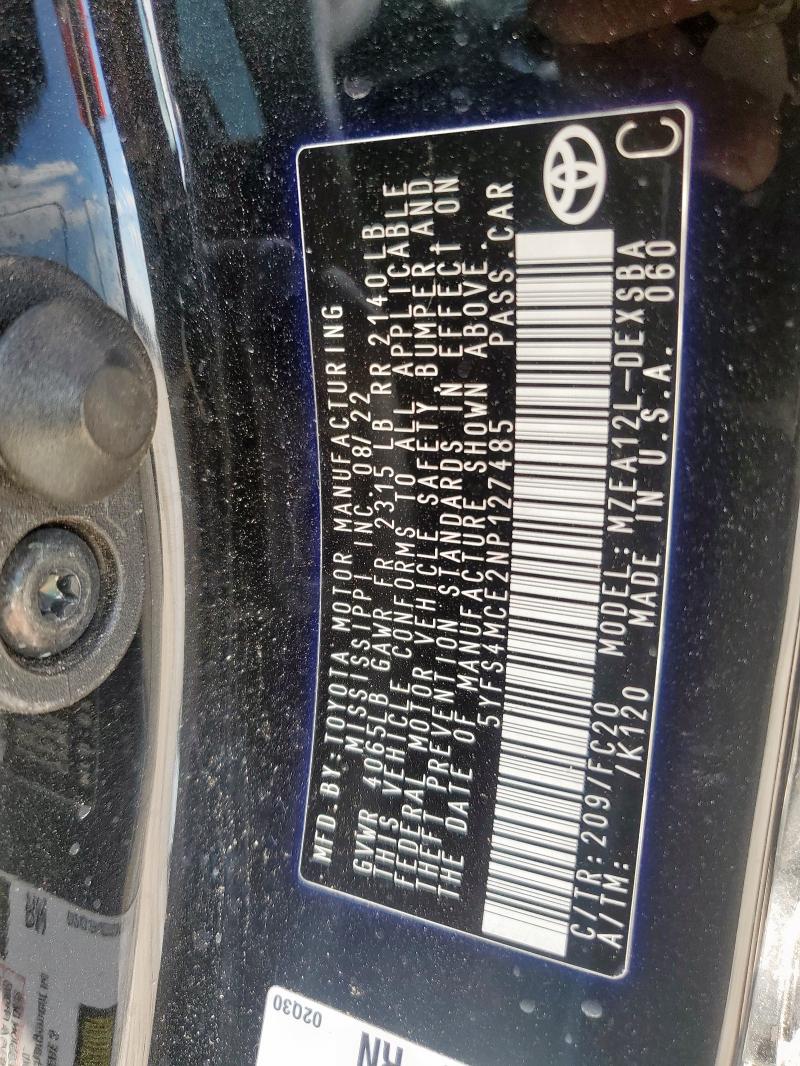 MFD.BY:TOYOTA MOTOR MANUFACTURING
MISSISSIPPI INC. 08/22
GVWR 4065LB GAWR FR 2315 LB RR 2140 LB
THIS VEHICLE CONFORMS TO ALL APPLICABLE
FEDERAL MOTOR VEHICLE SAFETY BUMPER AND
THEFT PREVENTION STANDARDS IN EFFECT ON
THE DATE OF MANUFACTURE SHOWN ABOVE.
5YFS4MCE2NP127485 PASS.CAR
C/TR:209/FC20 MODEL:MZEA12L-DEXSBA
A/TM: /K120 MADE IN U.S.A. 060
C
02Q30
RN